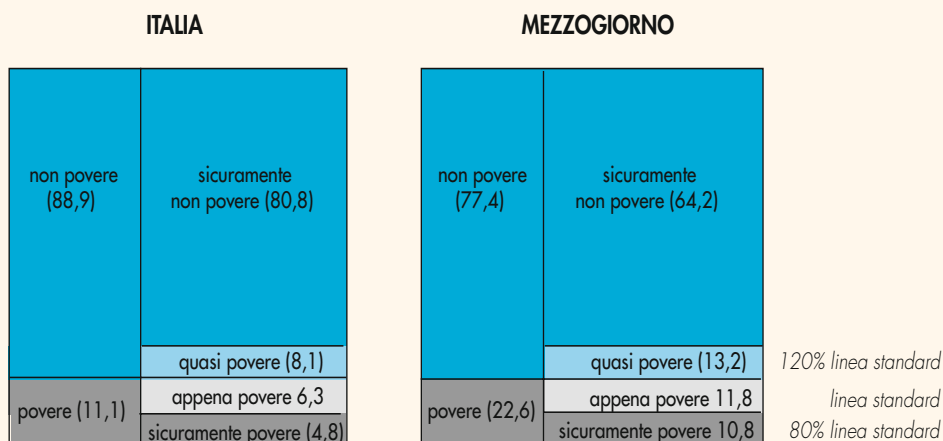 ITALIA
non povere
(88,9)
sicuramente
non povere (80,8)
quasi povere (8,1)
povere (11,1)
appena povere 6,3
sicuramente povere (4,8)
MEZZOGIORNO
non povere
(77,4)
sicuramente
non povere (64,2)
quasi povere (13,2)
povere (22,6)
appena povere 11,8
sicuramente povere 10,8
120% linea standard
linea standard
80% linea standard